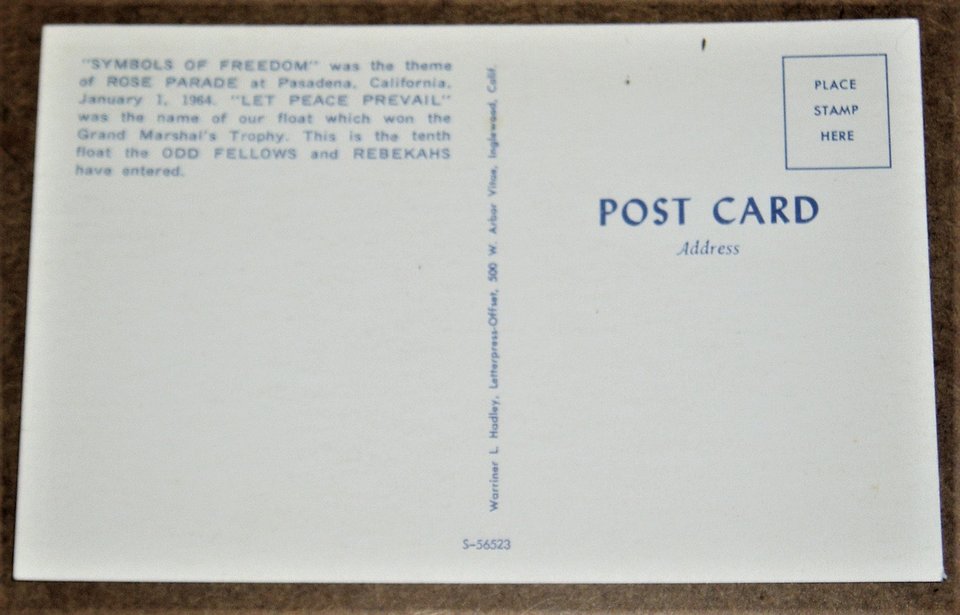 "SYMBOLS OF FREEDOM" was the theme
of ROSE PARADE at Pasadena, California,
January 1, 1964. "LET PEACE PREVAIL"
was the name of our float which won the
Grand Marshal's Trophy. This is the tenth
float the ODD FELLOWS and REBEKAHS
have entered.
Warriner L. Hadley, Letterpress-Offset, 500 W. Arbor Vitae, Inglewood, Calif.
S-56523
PLACE
STAMP
HERE
POST CARD
Address